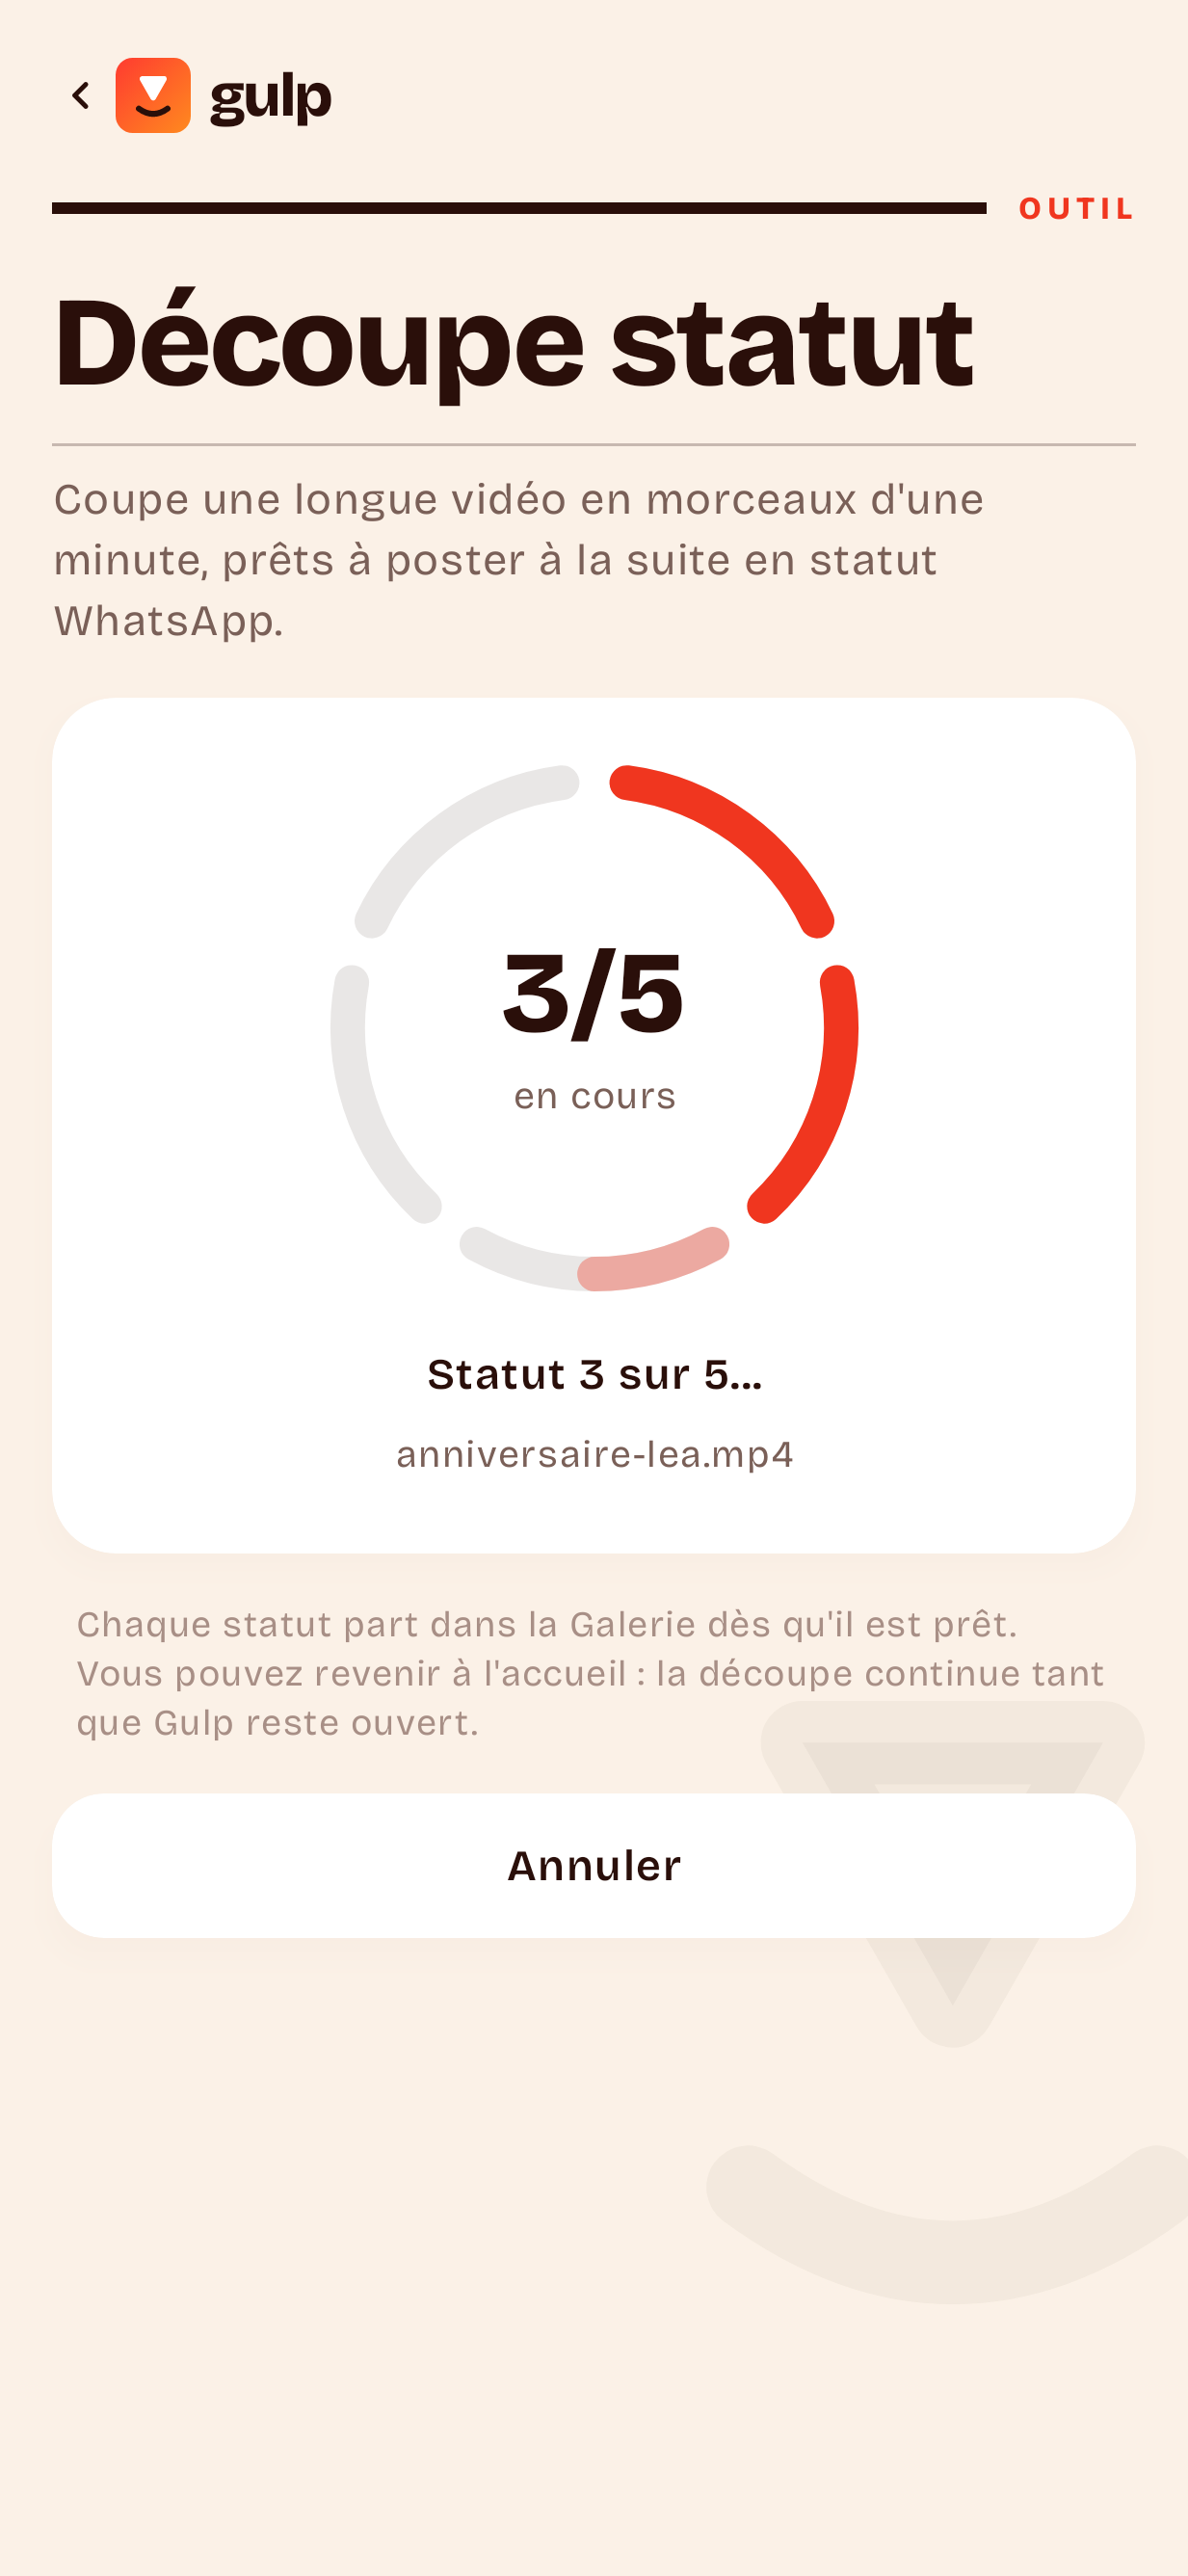 gulp
OUTIL
Découpe statut
Coupe une longue vidéo en morceaux d'une
minute, prêts à poster à la suite en statut
WhatsApp.
3/5
en cours
Statut 3 sur 5...
anniversaire-lea.mp4
Chaque statut part dans la Galerie dès qu'il est prêt.
Vous pouvez revenir à l'accueil : la découpe continue tant
que Gulp reste ouvert.
Annuler